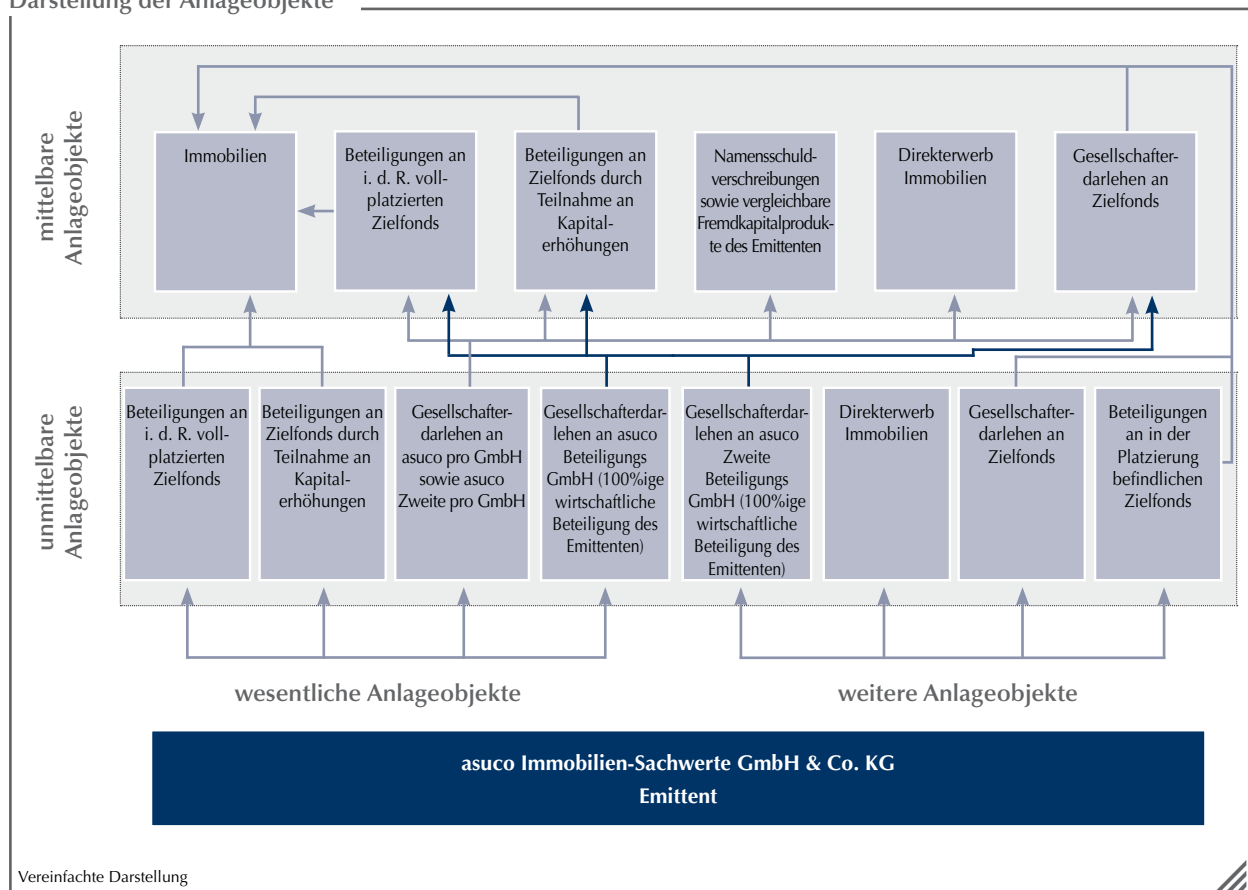 Darstellung der Anlageobjekte
mittelbare
Anlageobjekte
Immobilien
Beteiligungen an
i. d. R. voll-
platzierten
Zielfonds
Beteiligungen an
Zielfonds durch
Teilnahme an
Kapital-
erhöhungen
Namensschuld-
verschreibungen
sowie vergleichbare
Fremdkapitalproduk-
te des Emittenten
Direkterwerb
Immobilien
Gesellschafter-
darlehen an
Zielfonds
unmittelbare
Anlageobjekte
Beteiligungen an
i. d. R. voll-
platzierten
Zielfonds
Beteiligungen an
Zielfonds durch
Teilnahme an
Kapital-
erhöhungen
Gesellschafter-
darlehen an
asuco pro GmbH
sowie asuco
Zweite pro GmbH
Gesellschafterdar-
lehen an asuco
Beteiligungs
GmbH (100%ige
wirtschaftliche
Beteiligung des
Emittenten)
Gesellschafterdar-
lehen an asuco
Zweite
Beteiligungs
GmbH (100%ige
wirtschaftliche
Beteiligung des
Emittenten)
Direkterwerb
Immobilien
Gesellschafter-
darlehen an
Zielfonds
Beteiligungen
an in der
Platzierung
befindlichen
Zielfonds
wesentliche Anlageobjekte
weitere Anlageobjekte
asuco Immobilien-Sachwerte GmbH & Co. KG
Emittent
Vereinfachte Darstellung